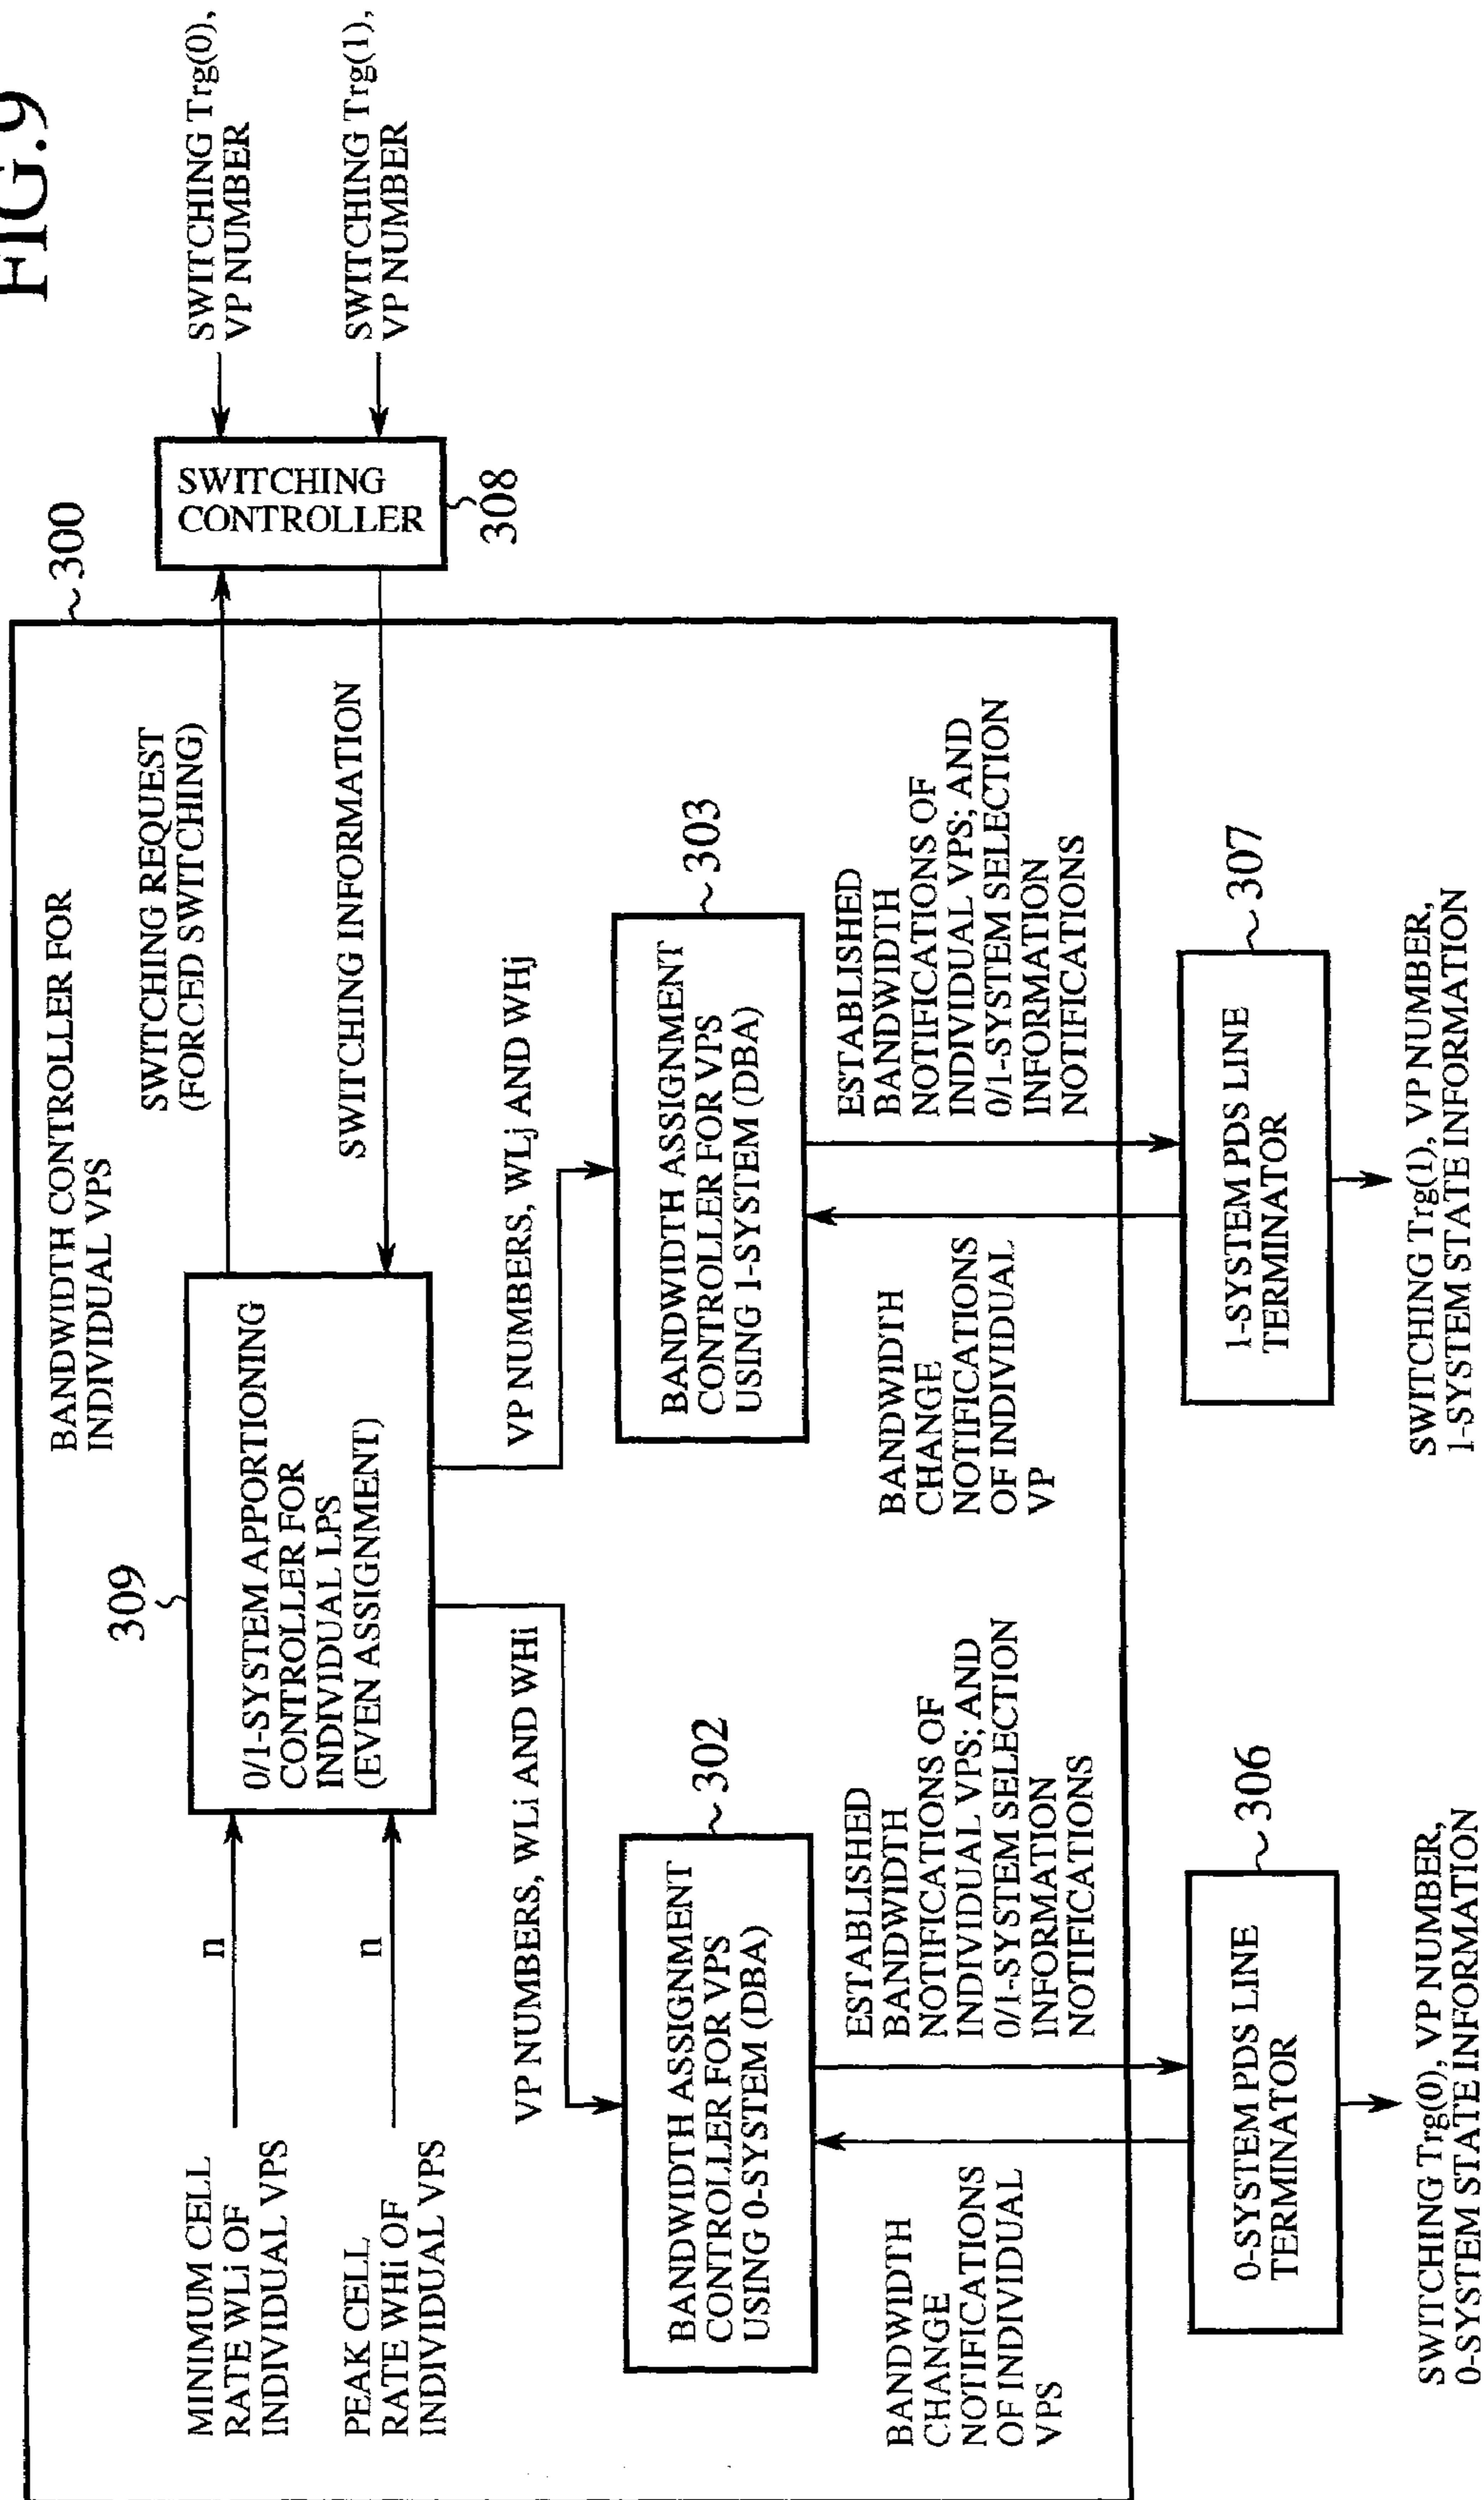 FIG.9
300
BANDWIDTH CONTROLLER FOR
INDIVIDUAL VPS
MINIMUM CELL
RATE WLi OF
INDIVIDUAL VPS
n
PEAK CELL
RATE WHi OF
INDIVIDUAL VPS
n
309
0/1-SYSTEM APPORTIONING
CONTROLLER FOR
INDIVIDUAL LPS
(EVEN ASSIGNMENT)
SWITCHING REQUEST
(FORCED SWITCHING)
SWITCHING INFORMATION
SWITCHING
CONTROLLER
308
SWITCHING Trg(0),
VP NUMBER
SWITCHING Trg(1),
VP NUMBER
VP NUMBERS, WLi AND WHi
VP NUMBERS, WLj AND WHj
302
BANDWIDTH ASSIGNMENT
CONTROLLER FOR VPS
USING 0-SYSTEM (DBA)
303
BANDWIDTH ASSIGNMENT
CONTROLLER FOR VPS
USING 1-SYSTEM (DBA)
BANDWIDTH
CHANGE
NOTIFICATIONS
OF INDIVIDUAL
VPS
ESTABLISHED
BANDWIDTH
NOTIFICATIONS OF
INDIVIDUAL VPS; AND
0/1-SYSTEM SELECTION
INFORMATION
NOTIFICATIONS
BANDWIDTH
CHANGE
NOTIFICATIONS
OF INDIVIDUAL
VP
ESTABLISHED
BANDWIDTH
NOTIFICATIONS OF
INDIVIDUAL VPS; AND
0/1-SYSTEM SELECTION
INFORMATION
NOTIFICATIONS
306
0-SYSTEM PDS LINE
TERMINATOR
307
1-SYSTEM PDS LINE
TERMINATOR
SWITCHING Trg(0), VP NUMBER,
0-SYSTEM STATE INFORMATION
SWITCHING Trg(1), VP NUMBER,
1-SYSTEM STATE INFORMATION